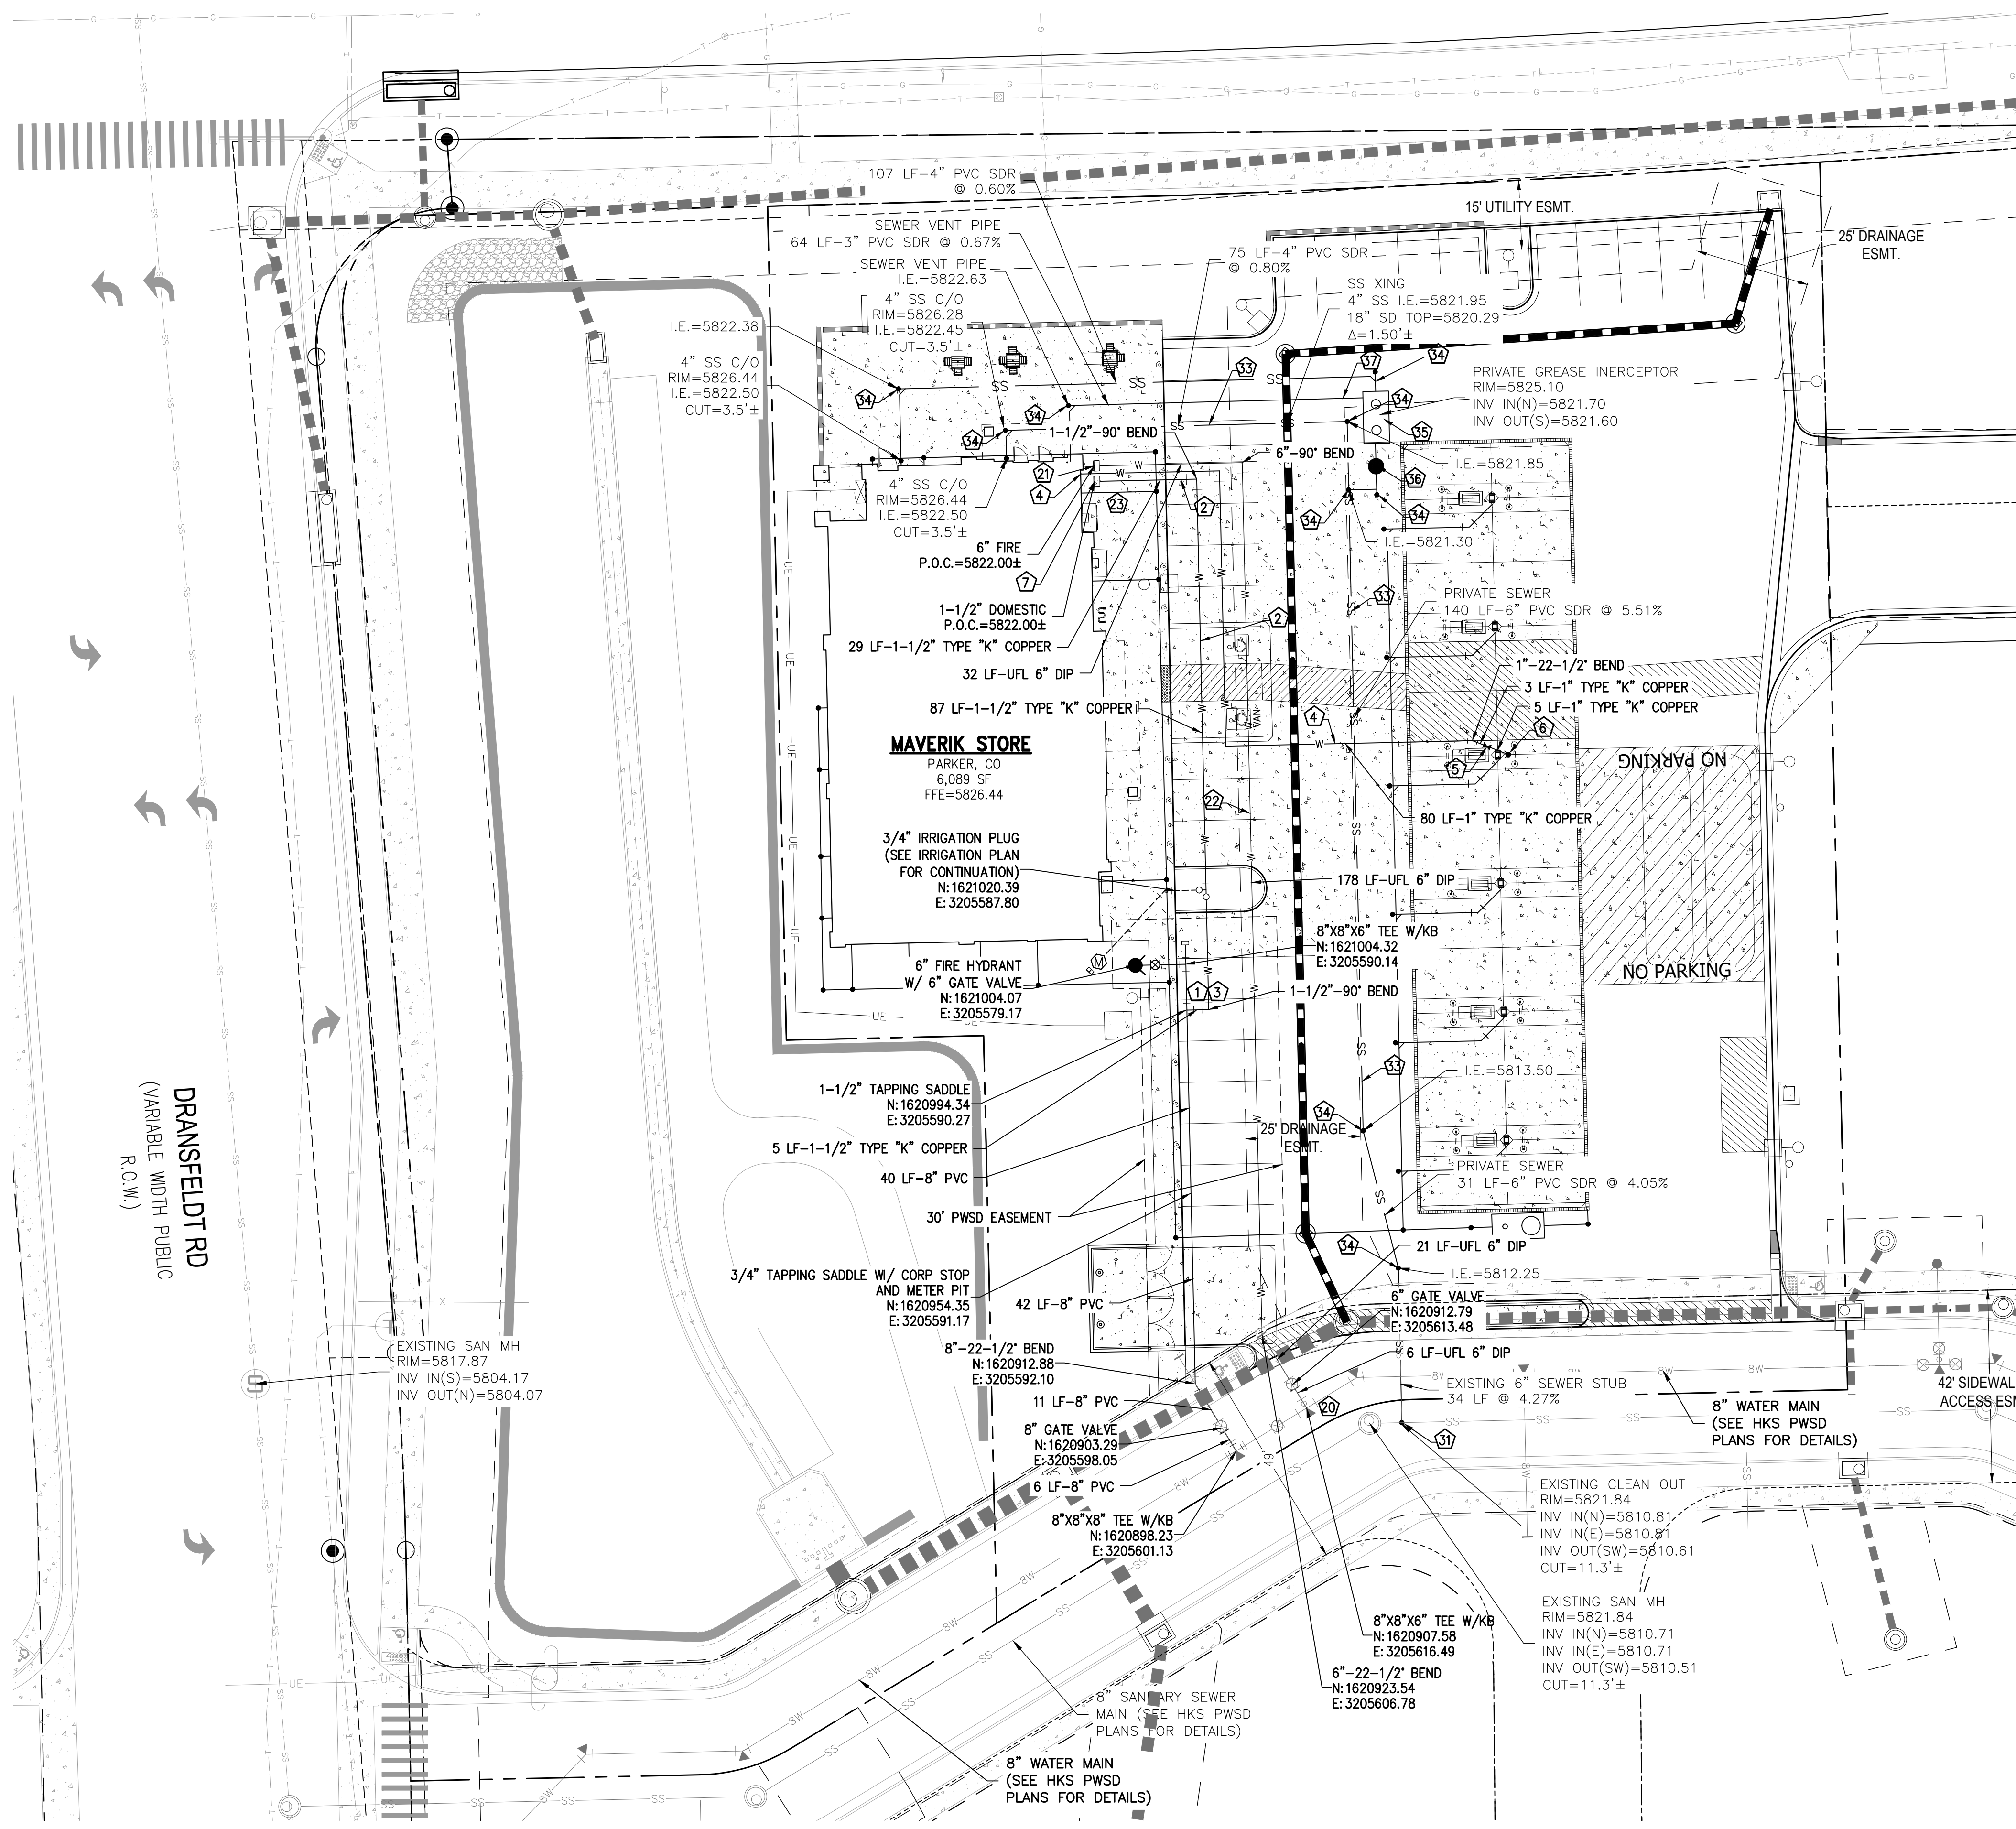 107 LF-4" PVC SDR
@ 0.60%
SEWER VENT PIPE
64 LF-3" PVC SDR @ 0.67%
SEWER VENT PIPE
I.E.=5822.63
4" SS C/O
RIM=5826.28
I.E.=5822.45
CUT=3.5'±
I.E.=5822.38
4" SS C/O
RIM=5826.44
I.E.=5822.50
CUT=3.5'±
75 LF-4" PVC SDR
@ 0.80%
15' UTILITY ESMT.
25' DRAINAGE
ESMT.
SS XING
4" SS I.E.=5821.95
18" SD TOP=5820.29
Δ=1.50'±
PRIVATE GREASE INERCEPTOR
RIM=5825.10
INV IN(N)=5821.70
INV OUT(S)=5821.60
1-1/2"-90° BEND
6"-90° BEND
I.E.=5821.85
4" SS C/O
RIM=5826.44
I.E.=5822.50
CUT=3.5'±
I.E.=5821.30
6" FIRE
P.O.C.=5822.00±
1-1/2" DOMESTIC
P.O.C.=5822.00±
29 LF-1-1/2" TYPE "K" COPPER
32 LF-UFL 6" DIP
87 LF-1-1/2" TYPE "K" COPPER
PRIVATE SEWER
140 LF-6" PVC SDR @ 5.51%
1"-22-1/2° BEND
3 LF-1" TYPE "K" COPPER
5 LF-1" TYPE "K" COPPER
VAN
MAVERIK STORE
PARKER, CO
6,089 SF
FFE=5826.44
NO PARKING
80 LF-1" TYPE "K" COPPER
3/4" IRRIGATION PLUG
(SEE IRRIGATION PLAN
FOR CONTINUATION)
N:1621020.39
E:3205587.80
178 LF-UFL 6" DIP
8"X8"X6" TEE W/KB
N:1621004.32
E:3205590.14
6" FIRE HYDRANT
W/ 6" GATE VALVE
N:1621004.07
E:3205579.17
1-1/2"-90° BEND
NO PARKING
1-1/2" TAPPING SADDLE
N:1620994.34
E:3205590.27
I.E.=5813.50
5 LF-1-1/2" TYPE "K" COPPER
25' DRAINAGE
ESMT.
40 LF-8" PVC
PRIVATE SEWER
31 LF-6" PVC SDR @ 4.05%
30' PWSD EASEMENT
DRANSFELDT RD
(VARIABLE WIDTH PUBLIC
R.O.W.)
21 LF-UFL 6" DIP
I.E.=5812.25
3/4" TAPPING SADDLE W/ CORP STOP
AND METER PIT
N:1620954.35
E:3205591.17
42 LF-8" PVC
6" GATE VALVE
N:1620912.79
E:3205613.48
6 LF-UFL 6" DIP
EXISTING SAN MH
RIM=5817.87
INV IN(S)=5804.17
INV OUT(N)=5804.07
8"-22-1/2° BEND
N:1620912.88
E:3205592.10
11 LF-8" PVC
EXISTING 6" SEWER STUB
34 LF @ 4.27%
42' SIDEWAL
ACCESS ESM
8" WATER MAIN
(SEE HKS PWSD
PLANS FOR DETAILS)
8" GATE VALVE
N:1620903.29
E:3205598.05
6 LF-8" PVC
49'
8"X8"X8" TEE W/KB
N:1620898.23
E:3205601.13
EXISTING CLEAN OUT
RIM=5821.84
INV IN(N)=5810.81
INV IN(E)=5810.81
INV OUT(SW)=5810.61
CUT=11.3'±
EXISTING SAN MH
RIM=5821.84
INV IN(N)=5810.71
INV IN(E)=5810.71
INV OUT(SW)=5810.51
CUT=11.3'±
8"X8"X6" TEE W/KB
N:1620907.58
E:3205616.49
6"-22-1/2° BEND
N:1620923.54
E:3205606.78
8" SANITARY SEWER
MAIN (SEE HKS PWSD
PLANS FOR DETAILS)
8" WATER MAIN
(SEE HKS PWSD
PLANS FOR DETAILS)